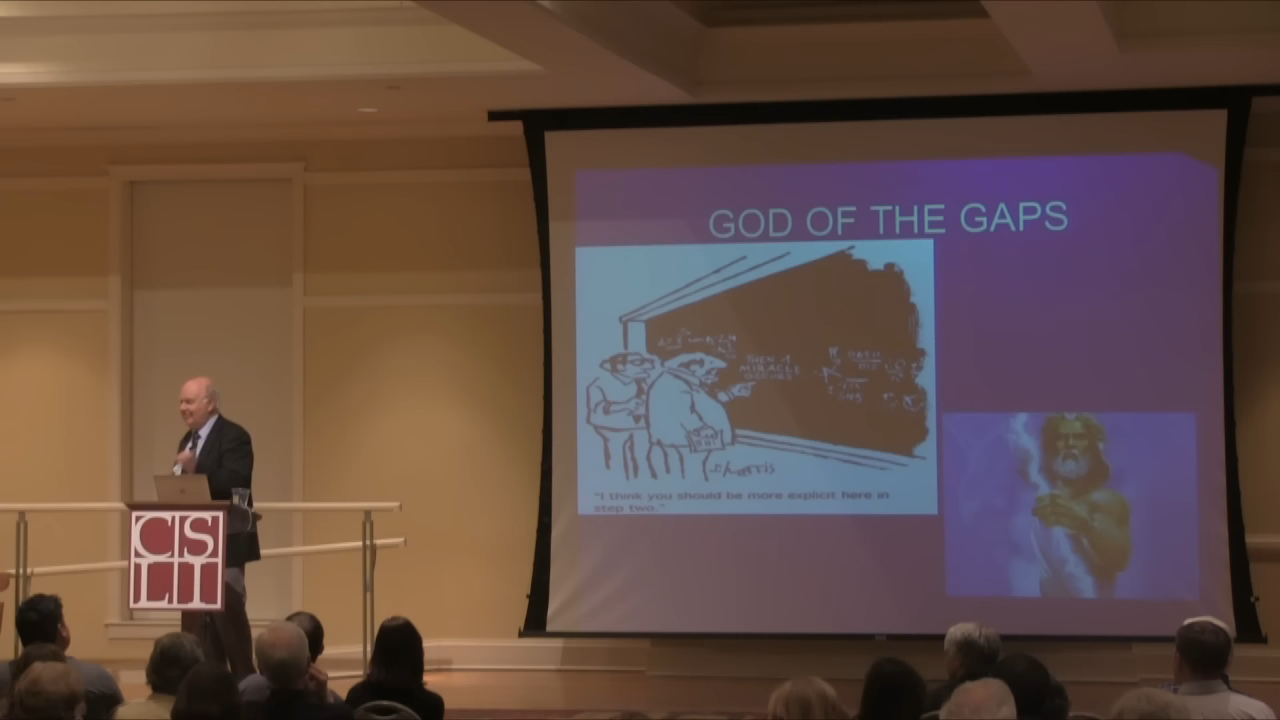 GOD OF THE GAPS
THEN A
MIRACLE
OCCURS
S. Harris
"I think you should be more explicit here in
step two."
CS
LI